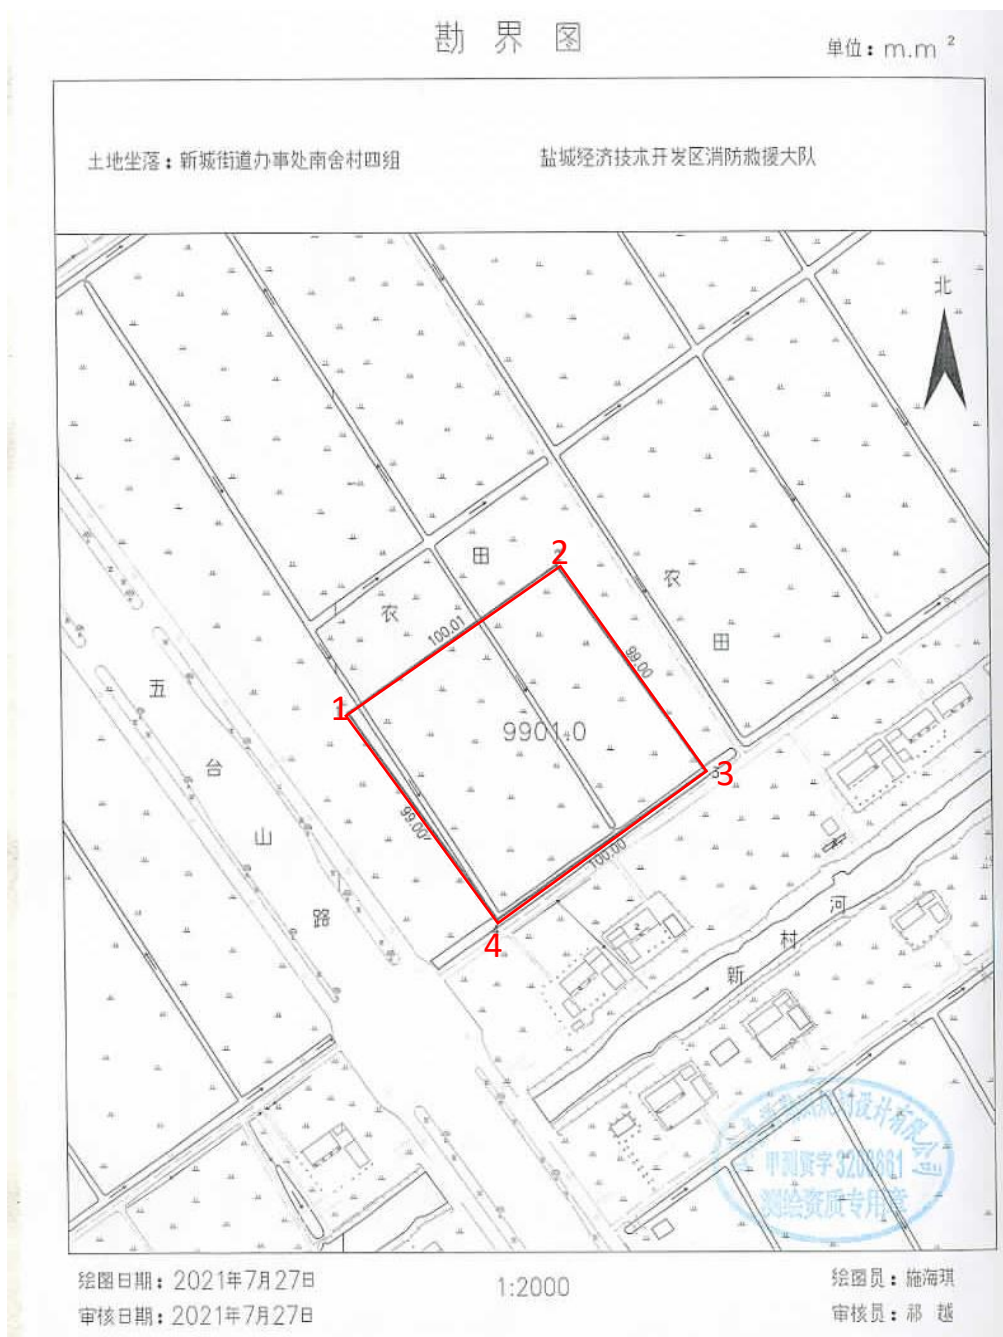 勘界图
单位：m.m²
土地坐落：新城街道办事处南舍村四组
盐城经济技术开发区消防救援大队
北
田
2
农
农
100.01
田
99.00
五
1
台
9901.0
3
山
99.00
100.00
路
4
河
村
新
甲测资字3208661
测绘资质专用章
绘图日期：2021年7月27日
1:2000
绘图员：施海琪
审核日期：2021年7月27日
审核员：祁越